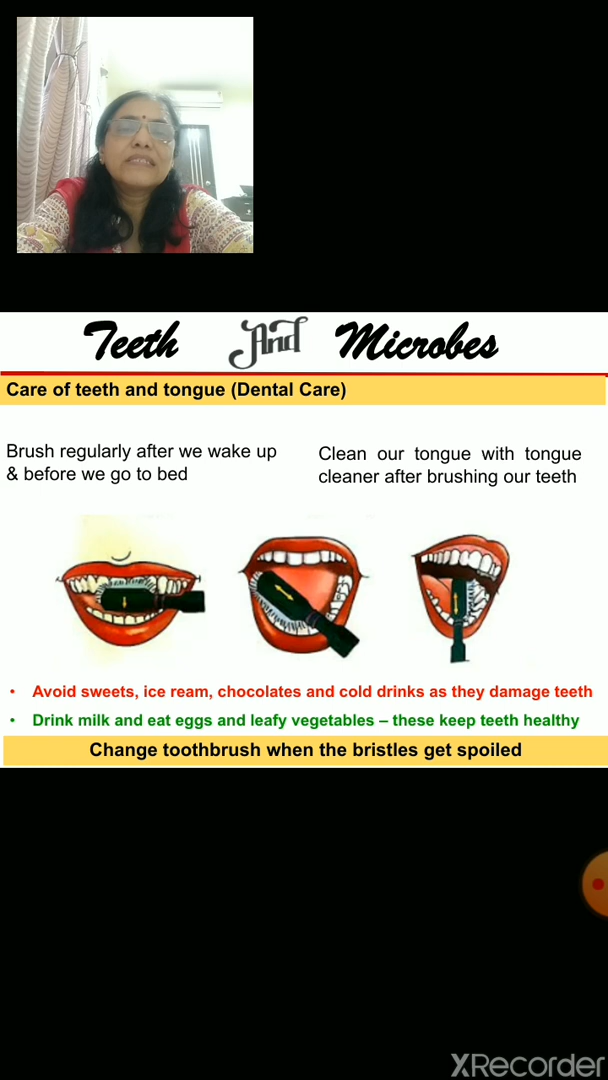 Teeth And Microbes
Care of teeth and tongue (Dental Care)
Brush regularly after we wake up
& before we go to bed
Clean our tongue with tongue
cleaner after brushing our teeth
• Avoid sweets, ice ream, chocolates and cold drinks as they damage teeth
• Drink milk and eat eggs and leafy vegetables – these keep teeth healthy
Change toothbrush when the bristles get spoiled
XRecorder